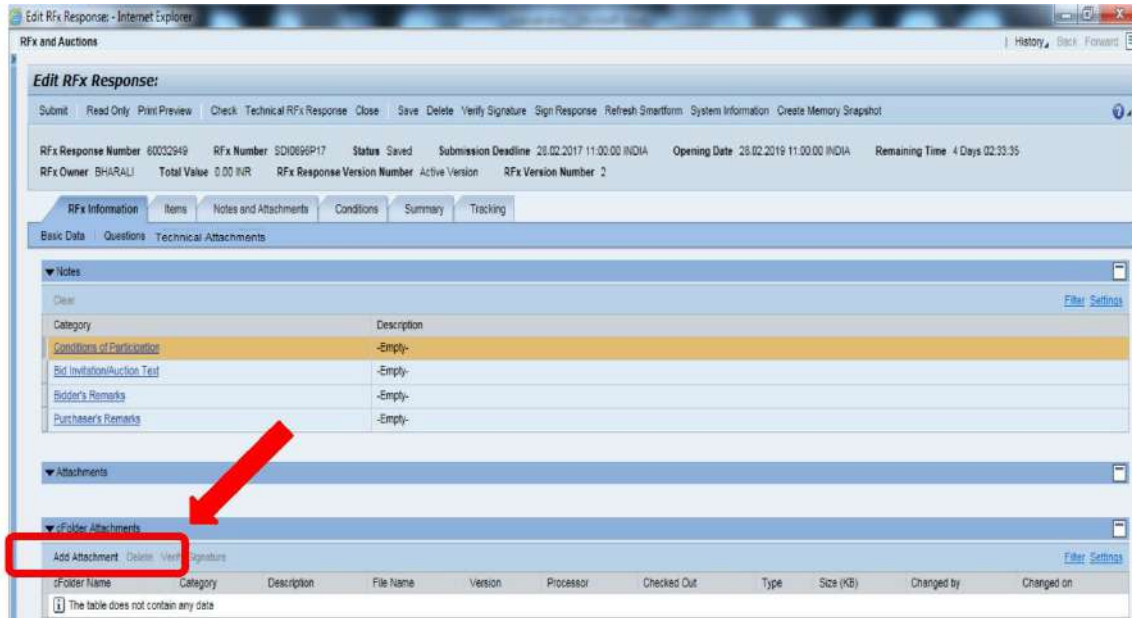 Edit RFx Response: - Internet Explorer
RFx and Auctions
History Back Forward
Edit RFx Response:
Submit Read Only Print Preview Check Technical RFx Response Close Save Delete Verify Signature Sign Response Refresh Smartform System Information Create Memory Snapshot
RFx Response Number 60032949 RFx Number SDI0696P17 Status Saved Submission Deadline 28.02.2017 11:00:00 INDIA Opening Date 28.02.2019 11:00:00 INDIA Remaining Time 4 Days 02:33:35
RFx Owner BHARALI Total Value 0.00 INR RFx Response Version Number Active Version RFx Version Number 2
RFx Information Items Notes and Attachments Conditions Summary Tracking
Basic Data Questions Technical Attachments
Notes
Clear Filter Settings
Category Description
Conditions of Participation -Empty-
Bid Invitation/Auction Text -Empty-
Bidder's Remarks -Empty-
Purchaser's Remarks -Empty-
Attachments
cFolder Attachments
Add Attachment Delete Verify Signature Filter Settings
cFolder Name Category Description File Name Version Processor Checked Out Type Size (KB) Changed by Changed on
The table does not contain any data